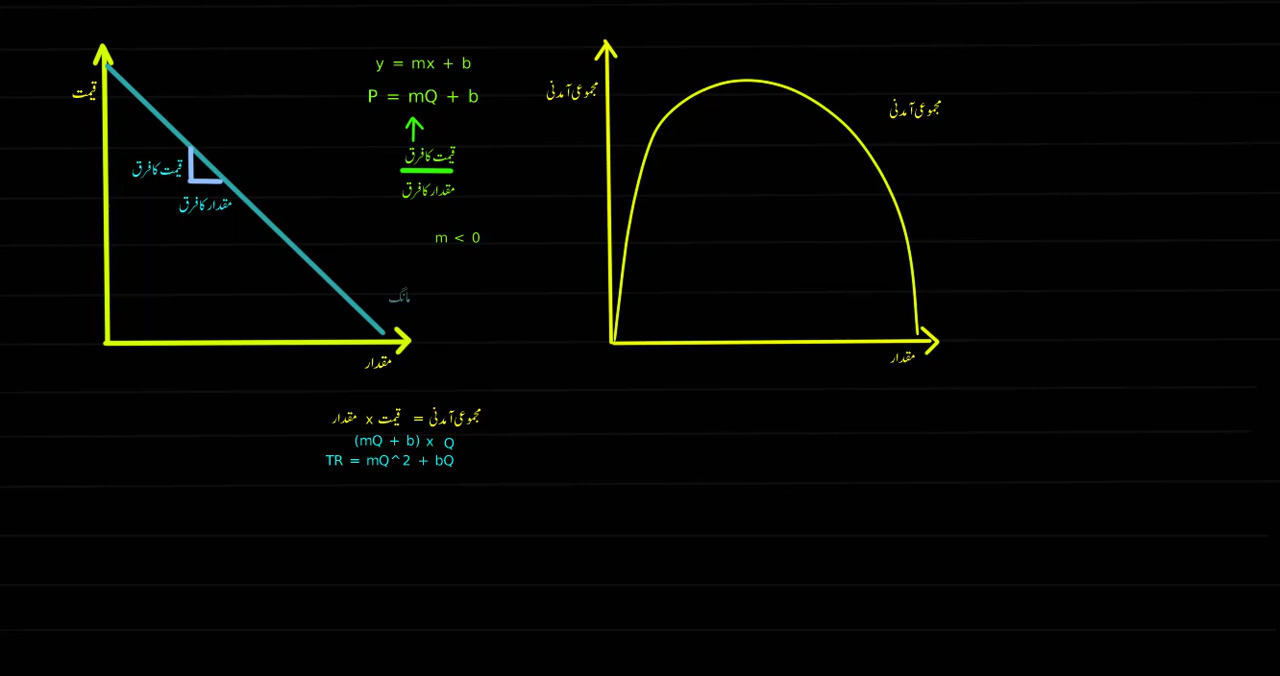 قیمت
قیمت کا فرق
مقدار کا فرق
مانگ
مقدار
y = mx + b
P = mQ + b
قیمت کا فرق
مقدار کا فرق
m < 0
مجموعی آمدنی
مجموعی آمدنی
مقدار
مجموعی آمدنی = قیمت x مقدار
(mQ + b) x Q
TR = mQ^2 + bQ